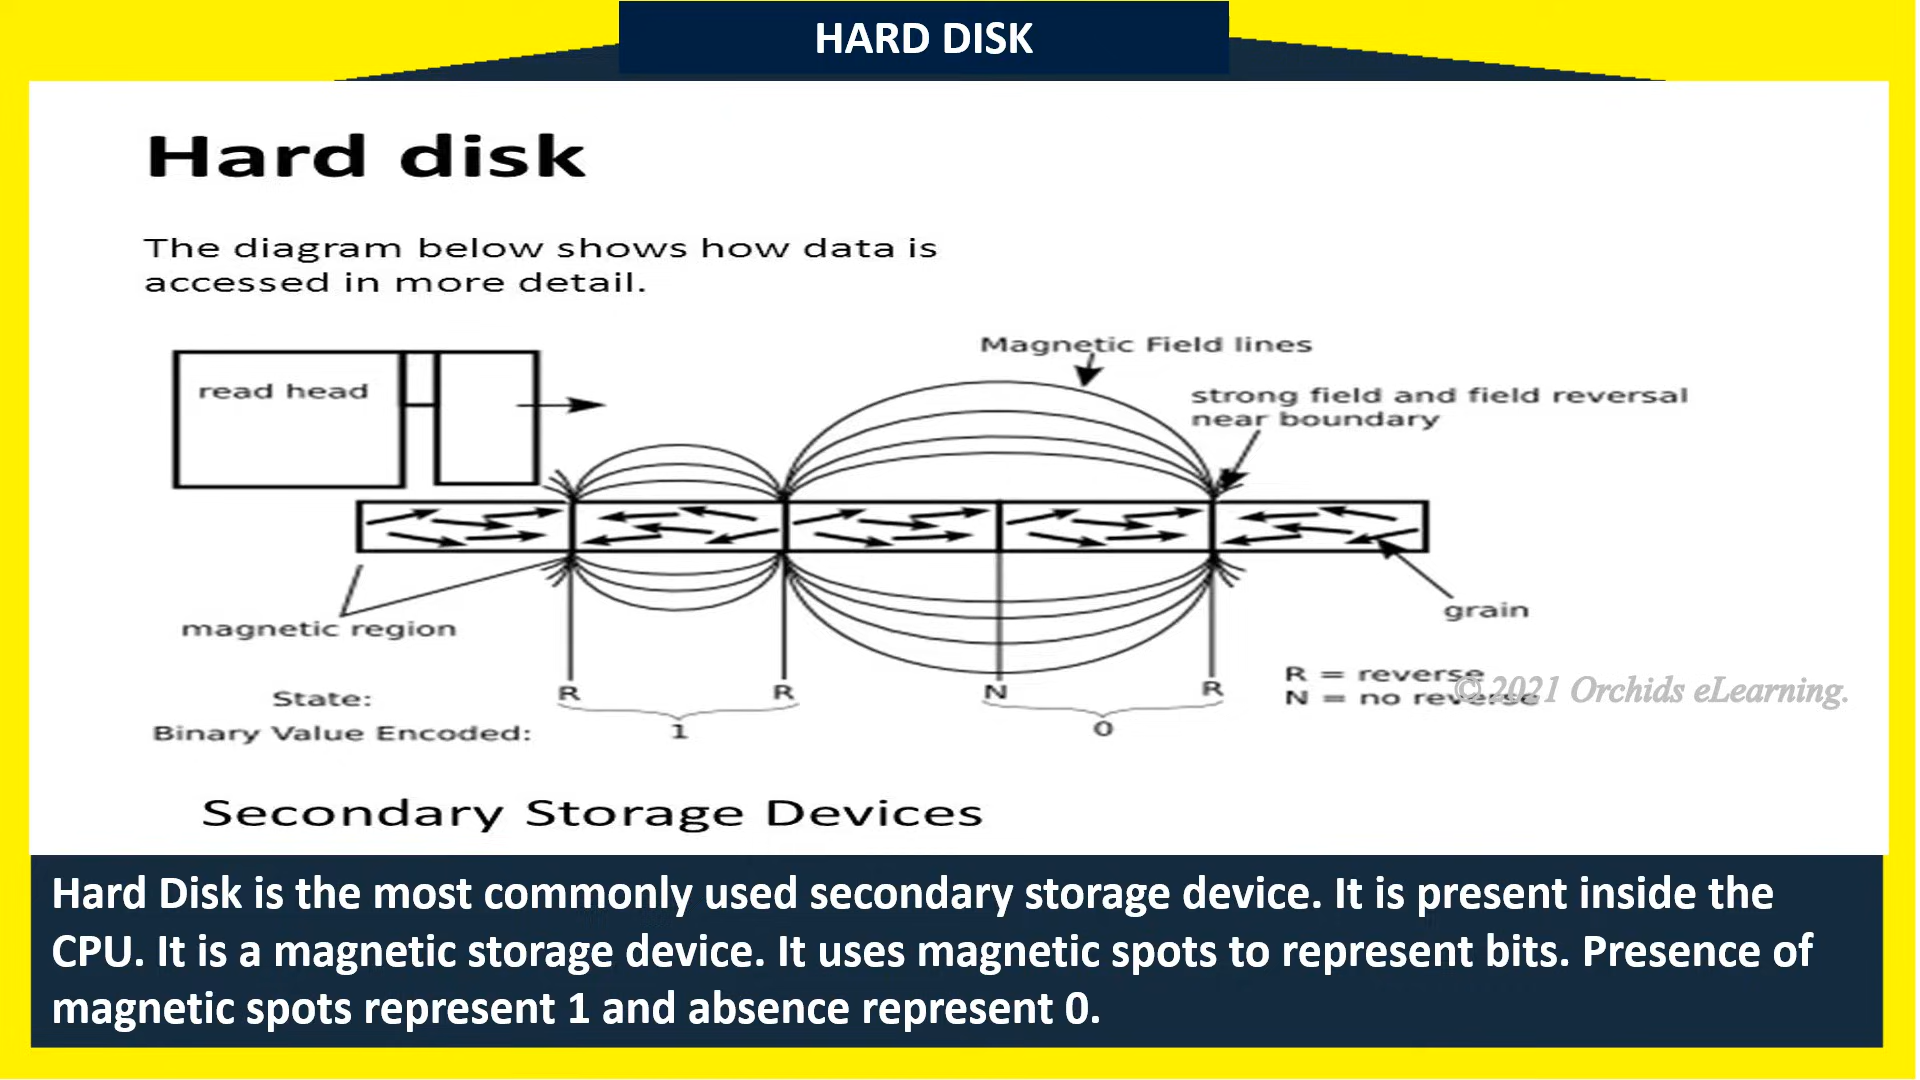 HARD DISK
Hard disk
The diagram below shows how data is
accessed in more detail.
Magnetic Field lines
read head
strong field and field reversal
near boundary
grain
magnetic region
R = reverse
N = no reverse
© 2021 Orchids eLearning.
State:
R R N R
Binary Value Encoded:
1 0
Secondary Storage Devices
Hard Disk is the most commonly used secondary storage device. It is present inside the
CPU. It is a magnetic storage device. It uses magnetic spots to represent bits. Presence of
magnetic spots represent 1 and absence represent 0.